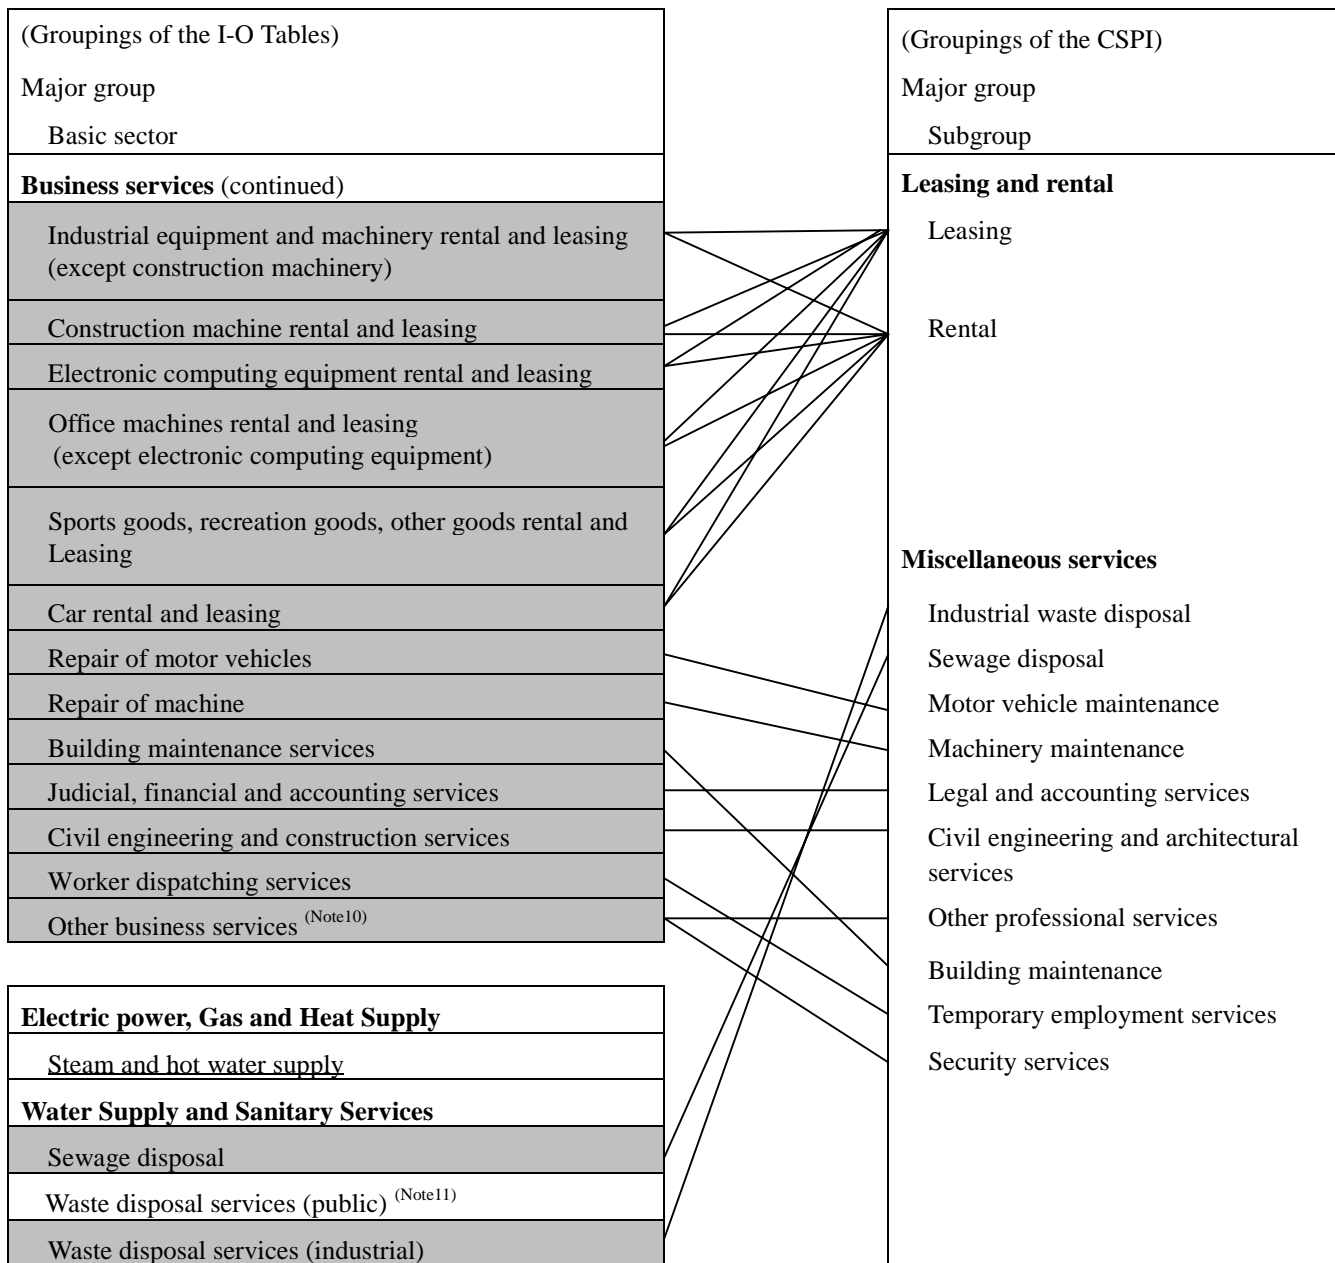 (Groupings of the I-O Tables)
Major group
Basic sector
Business services (continued)
Industrial equipment and machinery rental and leasing
(except construction machinery)
Construction machine rental and leasing
Electronic computing equipment rental and leasing
Office machines rental and leasing
(except electronic computing equipment)
Sports goods, recreation goods, other goods rental and
Leasing
Car rental and leasing
Repair of motor vehicles
Repair of machine
Building maintenance services
Judicial, financial and accounting services
Civil engineering and construction services
Worker dispatching services
Other business services (Note10)
Electric power, Gas and Heat Supply
Steam and hot water supply
Water Supply and Sanitary Services
Sewage disposal
Waste disposal services (public) (Note11)
Waste disposal services (industrial)
(Groupings of the CSPI)
Major group
Subgroup
Leasing and rental
Leasing
Rental
Miscellaneous services
Industrial waste disposal
Sewage disposal
Motor vehicle maintenance
Machinery maintenance
Legal and accounting services
Civil engineering and architectural
services
Other professional services
Building maintenance
Temporary employment services
Security services